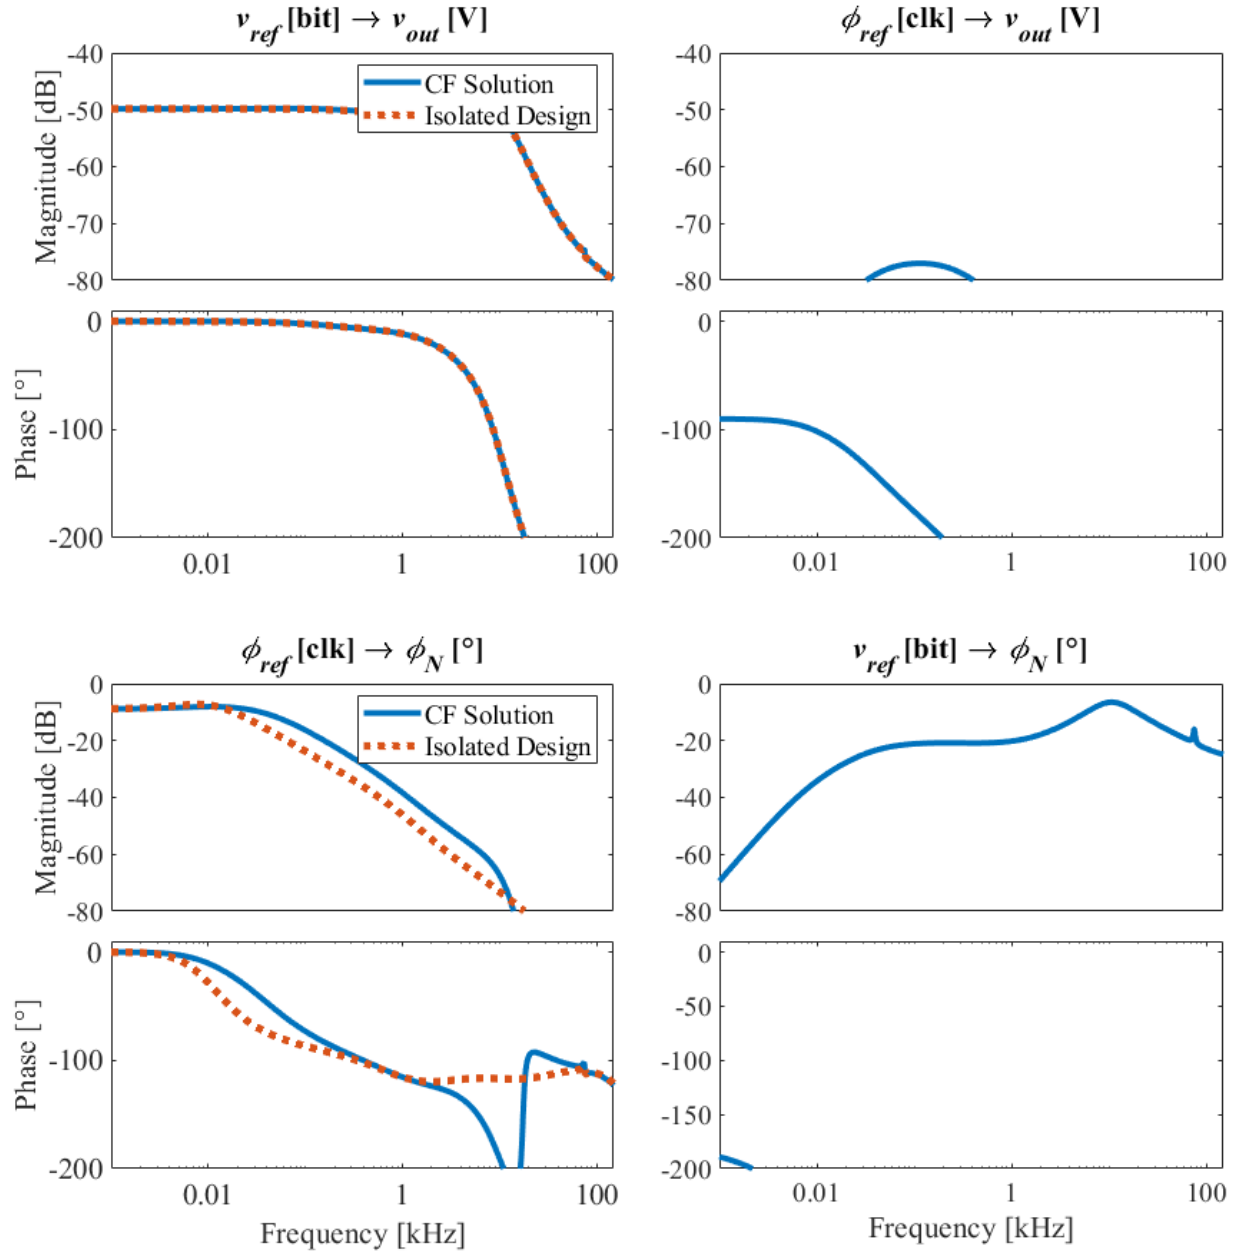 v_ref [bit] → v_out [V]
ϕ_ref [clk] → v_out [V]
Magnitude [dB]
-40
-50
-60
-70
-80
CF Solution
Isolated Design
-40
-50
-60
-70
-80
Phase [°]
0
-100
-200
0.01 1 100
0
-100
-200
0.01 1 100
ϕ_ref [clk] → ϕ_N [°]
v_ref [bit] → ϕ_N [°]
Magnitude [dB]
0
-20
-40
-60
-80
CF Solution
Isolated Design
0
-20
-40
-60
-80
Phase [°]
0
-100
-200
0.01 1 100
Frequency [kHz]
0
-50
-100
-150
-200
0.01 1 100
Frequency [kHz]